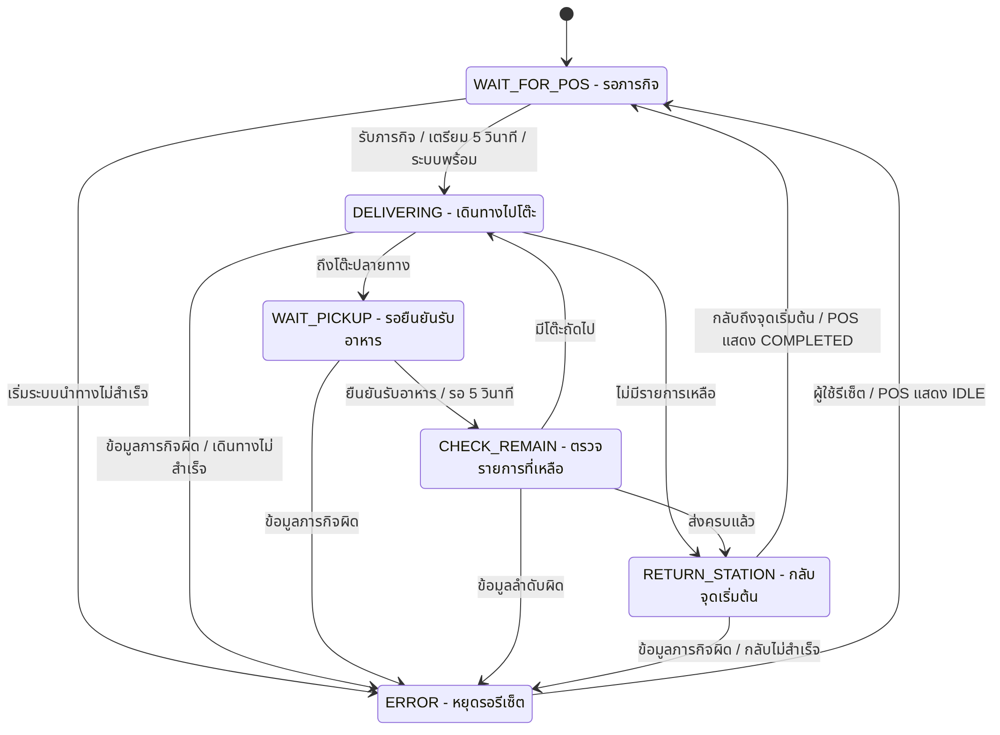 WAIT_FOR_POS - รอภารกิจ
รับภารกิจ / เตรียม 5 วินาที /
ระบบพร้อม
DELIVERING - เดินทางไปโต๊ะ
ถึงโต๊ะปลายทาง
WAIT_PICKUP - รอยืนยันรับ
อาหาร
มีโต๊ะถัดไป
กลับถึงจุดเริ่มต้น / POS
แสดง COMPLETED
เริ่มระบบนำทางไม่สำเร็จ
ยืนยันรับอาหาร / รอ 5 วินาที
ไม่มีรายการเหลือ
ผู้ใช้รีเซ็ต / POS แสดง IDLE
ข้อมูลภารกิจผิด / เดินทางไม่
สำเร็จ
CHECK_REMAIN - ตรวจ
รายการที่เหลือ
ข้อมูลภารกิจผิด
ส่งครบแล้ว
ข้อมูลลำดับผิด
RETURN_STATION - กลับ
จุดเริ่มต้น
ข้อมูลภารกิจผิด / กลับไม่สำเร็จ
ERROR - หยุดรอรีเซ็ต